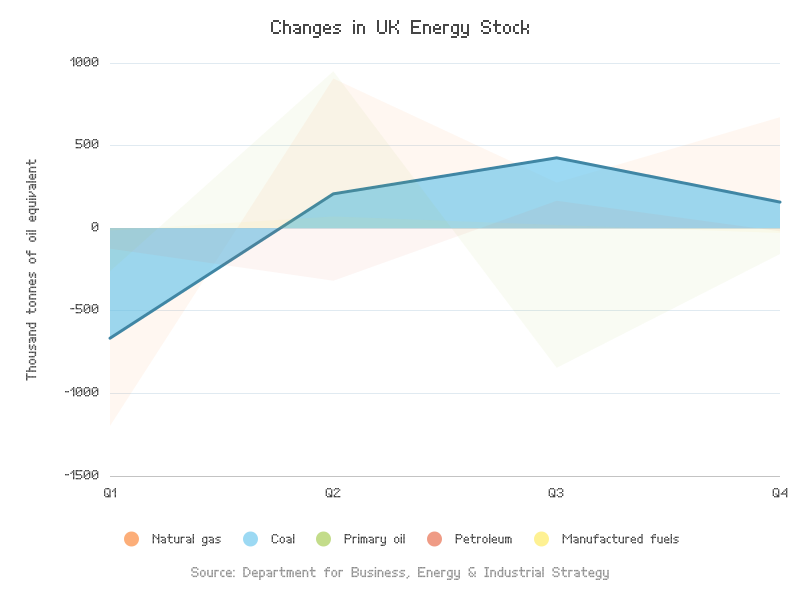 Changes in UK Energy Stock
Thousand tonnes of oil equivalent
1000
500
0
-500
-1000
-1500
Q1 Q2 Q3 Q4
Natural gas Coal Primary oil Petroleum Manufactured fuels
Source: Department for Business, Energy & Industrial Strategy